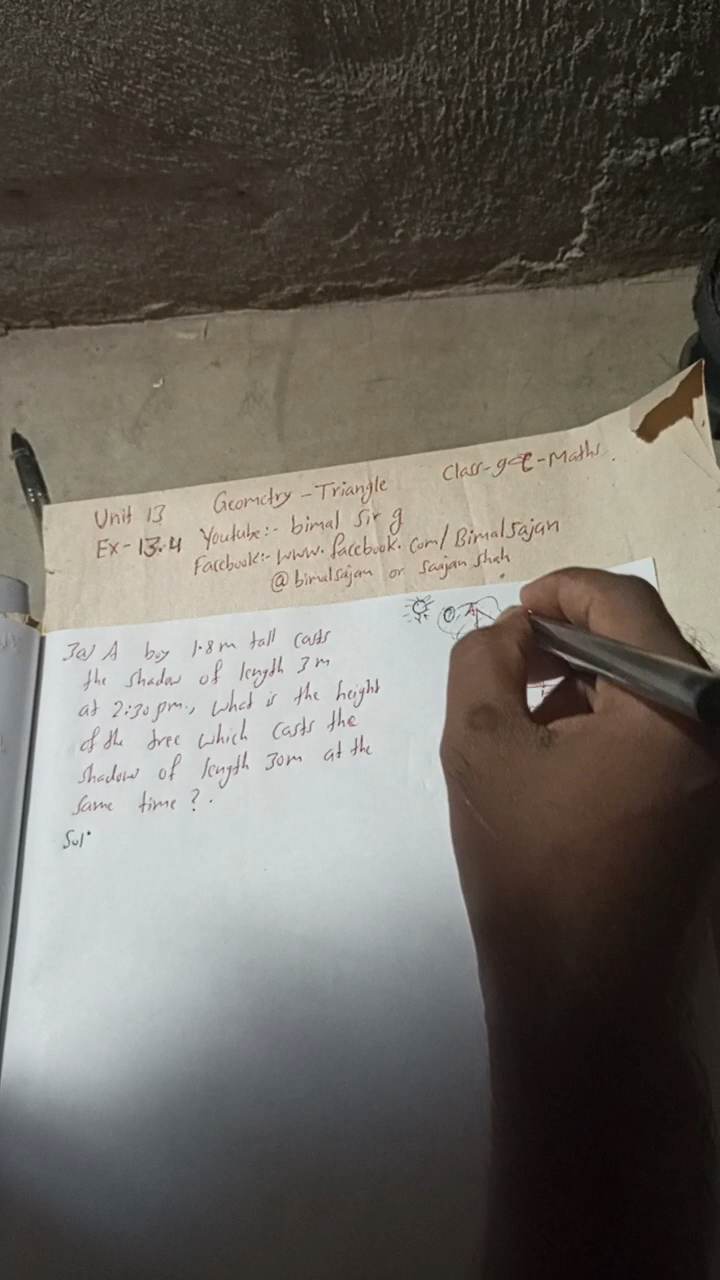 Unit 13 Geometry - Triangle Class-9 - Maths.
Ex- 13.4 Youtube:- bimal sir g
Facebook:- www.facebook.com/Bimalsajan
@bimalsajan or sajan shah
3a) A boy 1.8m tall casts
the shadow of length 3m
at 2:30 pm., What is the height
of the tree which casts the
shadow of length 30m at the
same time?.
Sol.
A